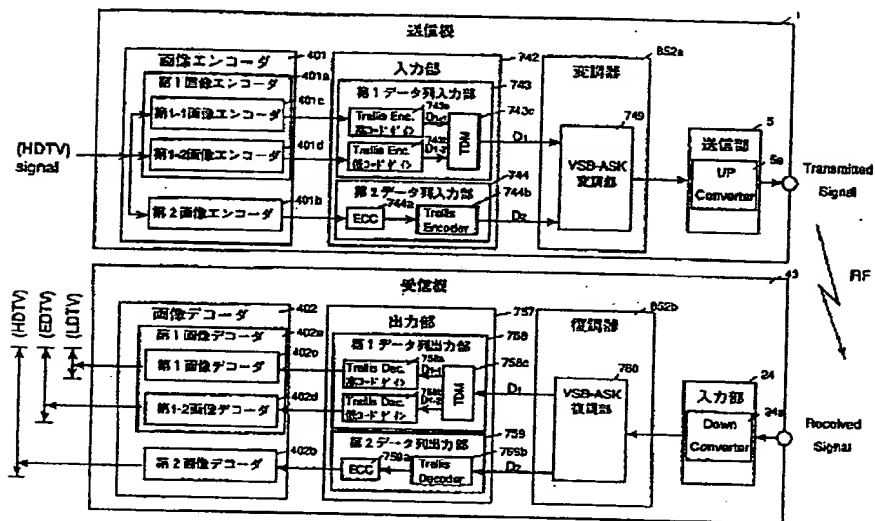 1
送信機
画像エンコーダ
401
第1画像エンコーダ
401a
401c
第1-1画像エンコーダ
401d
第1-2画像エンコーダ
(HDTV)
signal
第2画像エンコーダ
401b
入力部
742
743
第1データ列入力部
743a
Trellis Enc.
高コードゲイン
D1-1
743c
TDM
Trellis Enc.
低コードゲイン
D1
744
第2データ列入力部
744a
744b
ECC
Trellis
Encoder
D2
852a
変調器
749
VSB-ASK
変調部
5
送信部
5a
UP
Converter
Transmitted
Signal
RF
43
受信機
(HDTV)
(EDTV)
(LDTV)
画像デコーダ
402
第1画像デコーダ
402a
402c
第1画像デコーダ
402d
第1-2画像デコーダ
402b
第2画像デコーダ
出力部
757
758
第1データ列出力部
758a
Trellis Dec.
高コードゲイン
D1-1
758c
TDM
Trellis Dec.
低コードゲイン
D1
759
第2データ列出力部
759a
759b
ECC
Trellis
Decoder
D2
852b
復調器
760
VSB-ASK
復調部
24
入力部
24a
Down
Converter
Received
Signal